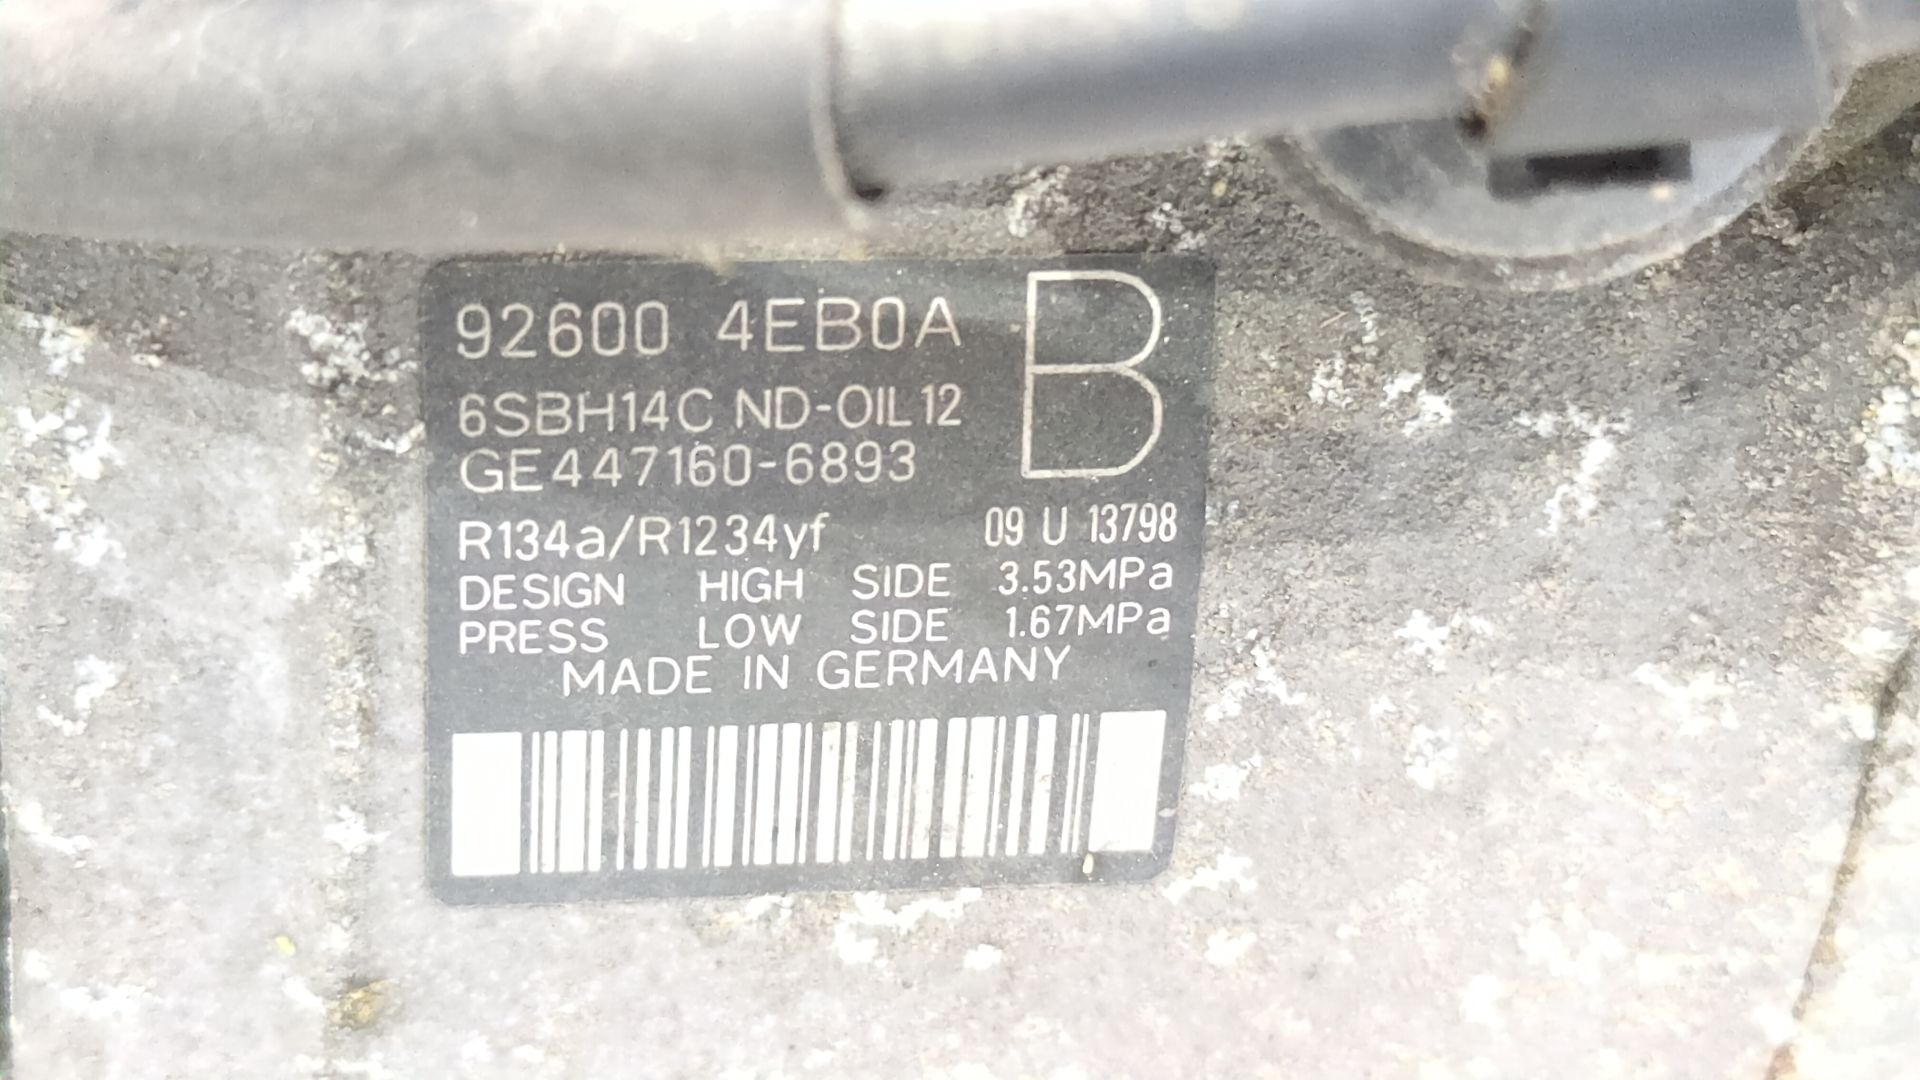 92600 4EB0A
B
6SBH14C ND-OIL12
GE447160-6893
R134a/R1234yf 09 U 13798
DESIGN HIGH SIDE 3.53MPa
PRESS LOW SIDE 1.67MPa
MADE IN GERMANY